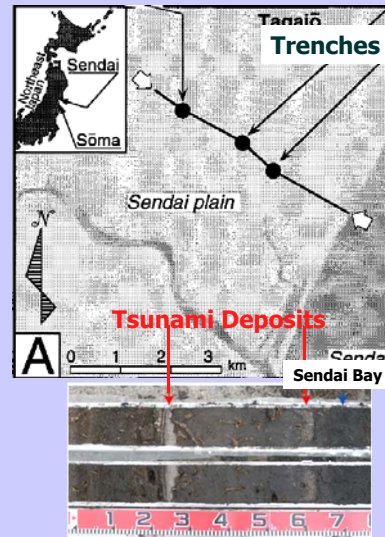 Tagajō
Trenches
Northeast Japan
Sendai
Sōma
Sendai plain
N
Tsunami Deposits
A
0 1 2 3
km
Senda
Sendai Bay
1 2 3 4 5 6 7